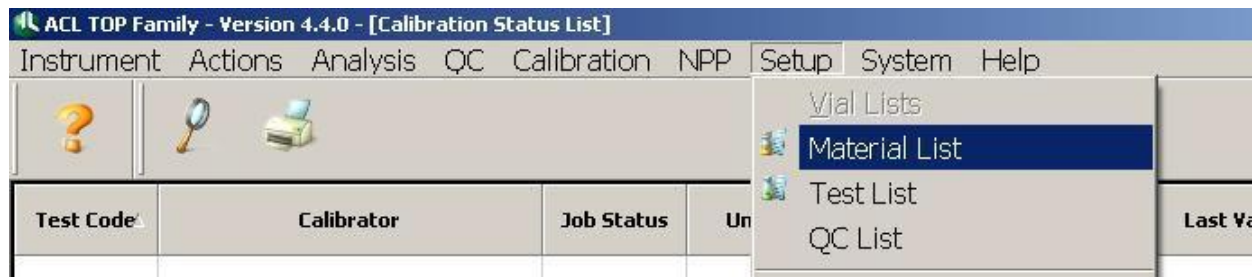 ACL TOP Family - Version 4.4.0 - [Calibration Status List]
Instrument Actions Analysis QC Calibration NPP Setup System Help
Vial Lists
Material List
Test List
QC List
Test Code Calibrator Job Status